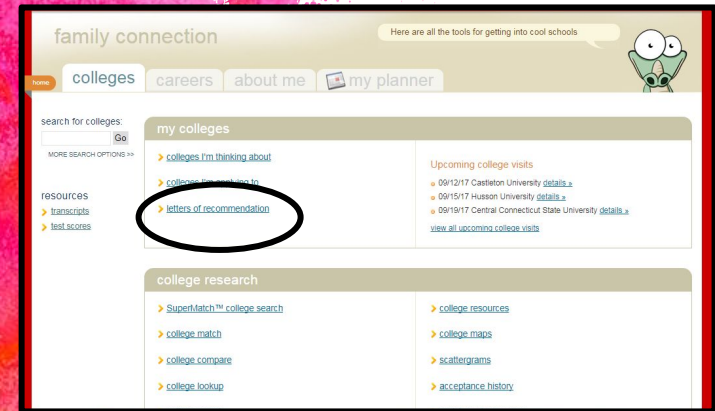 family connection
Here are all the tools for getting into cool schools
home
colleges
careers
about me
my planner
search for colleges:
Go
MORE SEARCH OPTIONS >>
resources
transcripts
test scores
my colleges
colleges I'm thinking about
colleges I'm applying to
letters of recommendation
Upcoming college visits
09/12/17 Castleton University details »
09/15/17 Husson University details »
09/19/17 Central Connecticut State University details »
view all upcoming college visits
college research
SuperMatch™ college search
college match
college compare
college lookup
college resources
college maps
scattergrams
acceptance history